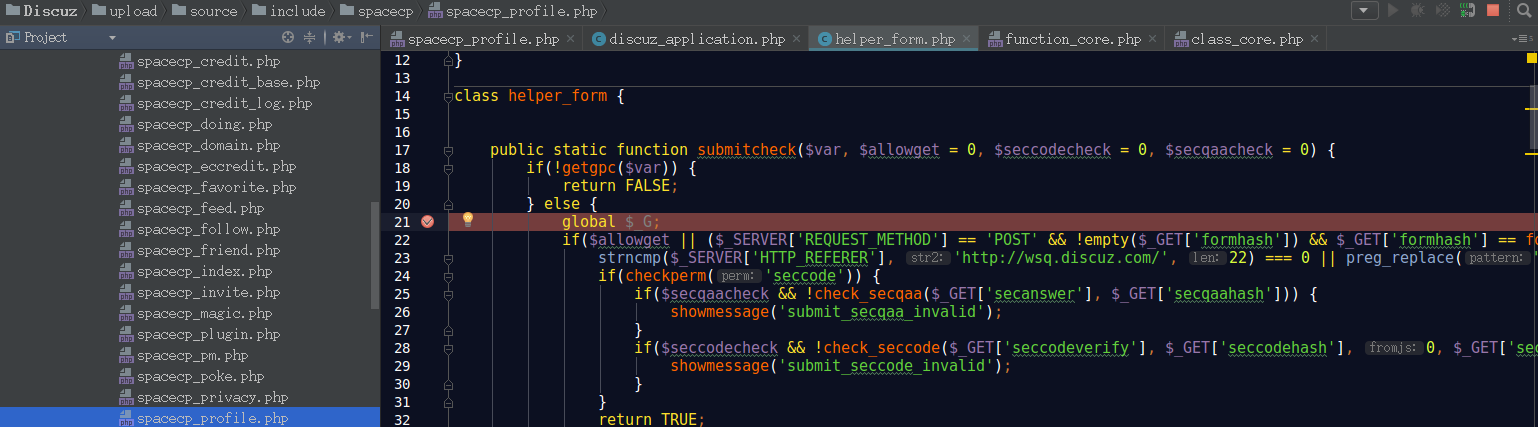 Discuz upload source include spacecp spacecp_profile.php
Project
spacecp_profile.php discuz_application.php helper_form.php function_core.php class_core.php
spacecp_credit.php
spacecp_credit_base.php
spacecp_credit_log.php
spacecp_doing.php
spacecp_domain.php
spacecp_eccredit.php
spacecp_favorite.php
spacecp_feed.php
spacecp_follow.php
spacecp_friend.php
spacecp_index.php
spacecp_invite.php
spacecp_magic.php
spacecp_plugin.php
spacecp_pm.php
spacecp_poke.php
spacecp_privacy.php
spacecp_profile.php
12 }
13
14 class helper_form {
15
16
17 public static function submitcheck($var, $allowget = 0, $seccodecheck = 0, $secqaacheck = 0) {
18 if(!getgpc($var)) {
19 return FALSE;
20 } else {
21 global $_G;
22 if($allowget || ($_SERVER['REQUEST_METHOD'] == 'POST' && !empty($_GET['formhash']) && $_GET['formhash'] == fo
23 strncmp($_SERVER['HTTP_REFERER'], str2: 'http://wsq.discuz.com/', len: 22) === 0 || preg_replace( pattern: '
24 if(checkperm( perm: 'seccode')) {
25 if($secqaacheck && !check_secqaa($_GET['secanswer'], $_GET['secqaahash'])) {
26 showmessage('submit_secqaa_invalid');
27 }
28 if($seccodecheck && !check_seccode($_GET['seccodeverify'], $_GET['seccodehash'], fromjs: 0, $_GET['sec
29 showmessage('submit_seccode_invalid');
30 }
31 }
32 return TRUE;